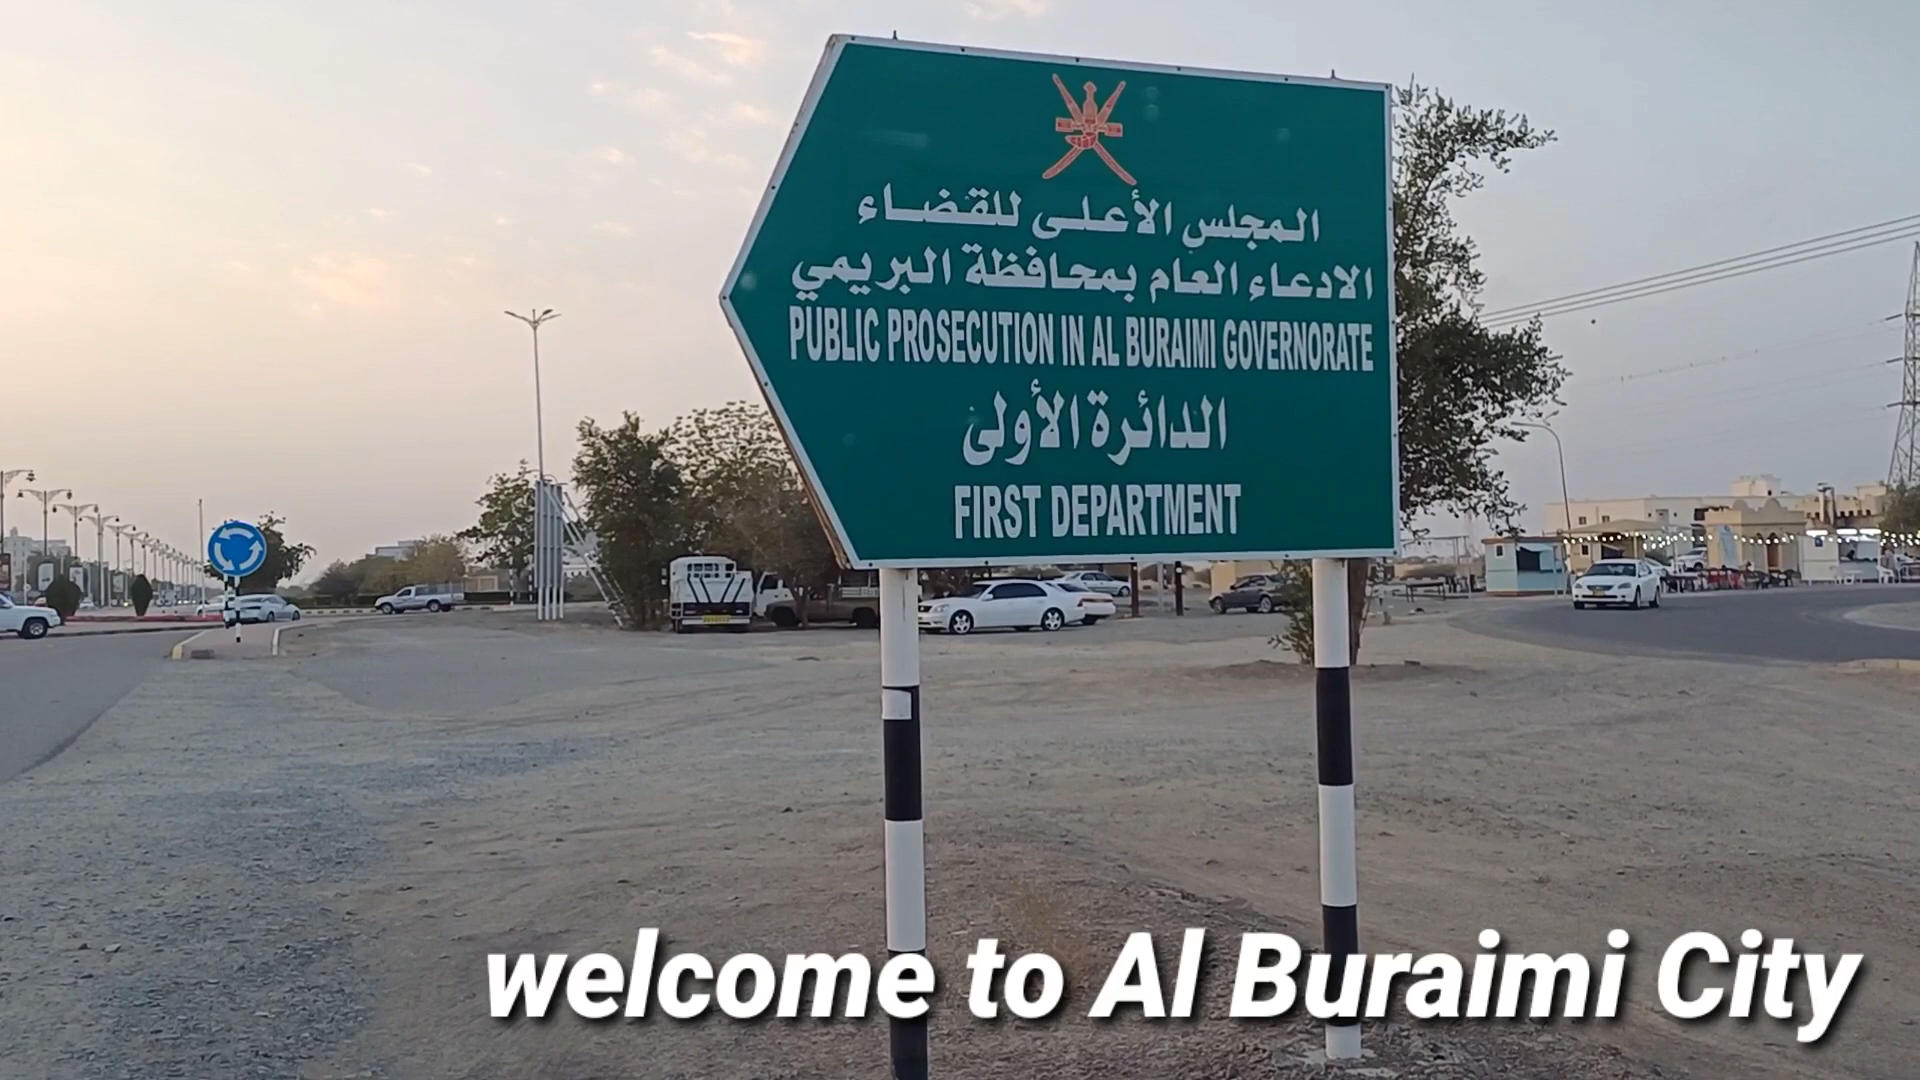 المجلس الأعلى للقضاء
الادعاء العام بمحافظة البريمي
PUBLIC PROSECUTION IN AL BURAIMI GOVERNORATE
الدائرة الأولى
FIRST DEPARTMENT
welcome to Al Buraimi City